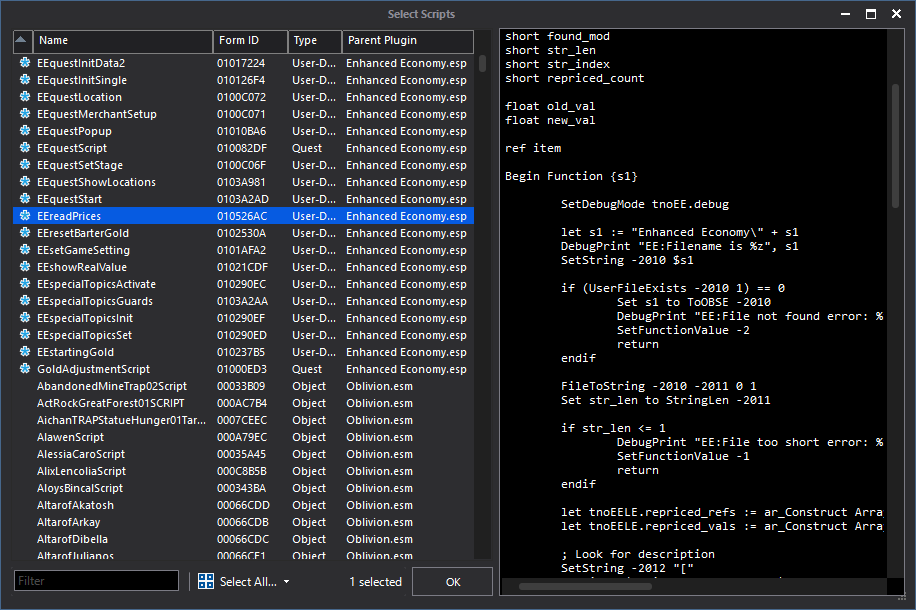 Select Scripts
Name Form ID Type Parent Plugin
EEquestInitData2 01017224 User-D... Enhanced Economy.esp
EEquestInitSingle 010126F4 User-D... Enhanced Economy.esp
EEquestLocation 0100C072 User-D... Enhanced Economy.esp
EEquestMerchantSetup 0100C071 User-D... Enhanced Economy.esp
EEquestPopup 01010BA6 User-D... Enhanced Economy.esp
EEquestScript 010082DF Quest Enhanced Economy.esp
EEquestSetStage 0100C06F User-D... Enhanced Economy.esp
EEquestShowLocations 0103A981 User-D... Enhanced Economy.esp
EEquestStart 0103A2AD User-D... Enhanced Economy.esp
EEreadPrices 010526AC User-D... Enhanced Economy.esp
EEresetBarterGold 0102530A User-D... Enhanced Economy.esp
EEsetGameSetting 0101AFA2 User-D... Enhanced Economy.esp
EEshowRealValue 01021CDF User-D... Enhanced Economy.esp
EEspecialTopicsActivate 010290EC User-D... Enhanced Economy.esp
EEspecialTopicsGuards 0103A2AA User-D... Enhanced Economy.esp
EEspecialTopicsInit 010290EF User-D... Enhanced Economy.esp
EEspecialTopicsSet 010290ED User-D... Enhanced Economy.esp
EEstartingGold 010237B5 User-D... Enhanced Economy.esp
GoldAdjustmentScript 01000ED3 Quest Enhanced Economy.esp
AbandonedMineTrap02Script 00033B09 Object Oblivion.esm
ActRockGreatForest01SCRIPT 000AC7B4 Object Oblivion.esm
AichanTRAPStatueHunger01Tar... 0007CEEC Object Oblivion.esm
AlawenScript 000A79EC Object Oblivion.esm
AlessiaCaroScript 00035A45 Object Oblivion.esm
AlixLencoliaScript 000C8B5B Object Oblivion.esm
AloysBincalScript 000343BA Object Oblivion.esm
AltarofAkatosh 00066CDD Object Oblivion.esm
AltarofArkay 00066CDB Object Oblivion.esm
AltarofDibella 00066CDC Object Oblivion.esm
AltarofJulianos 00066CE1 Object Oblivion.esm
Filter
Select All...
1 selected
OK
short found_mod
short str_len
short str_index
short repriced_count
float old_val
float new_val
ref item
Begin Function {s1}
SetDebugMode tnoEE.debug
let s1 := "Enhanced Economy\" + s1
DebugPrint "EE:Filename is %z", s1
SetString -2010 $s1
if (UserFileExists -2010 1) == 0
Set s1 to ToOBSE -2010
DebugPrint "EE:File not found error: %
SetFunctionValue -2
return
endif
FileToString -2010 -2011 0 1
Set str_len to StringLen -2011
if str_len <= 1
DebugPrint "EE:File too short error: %
SetFunctionValue -1
return
endif
let tnoEELE.repriced_refs := ar_Construct Arra
let tnoEELE.repriced_vals := ar_Construct Arra
; Look for description
SetString -2012 "["